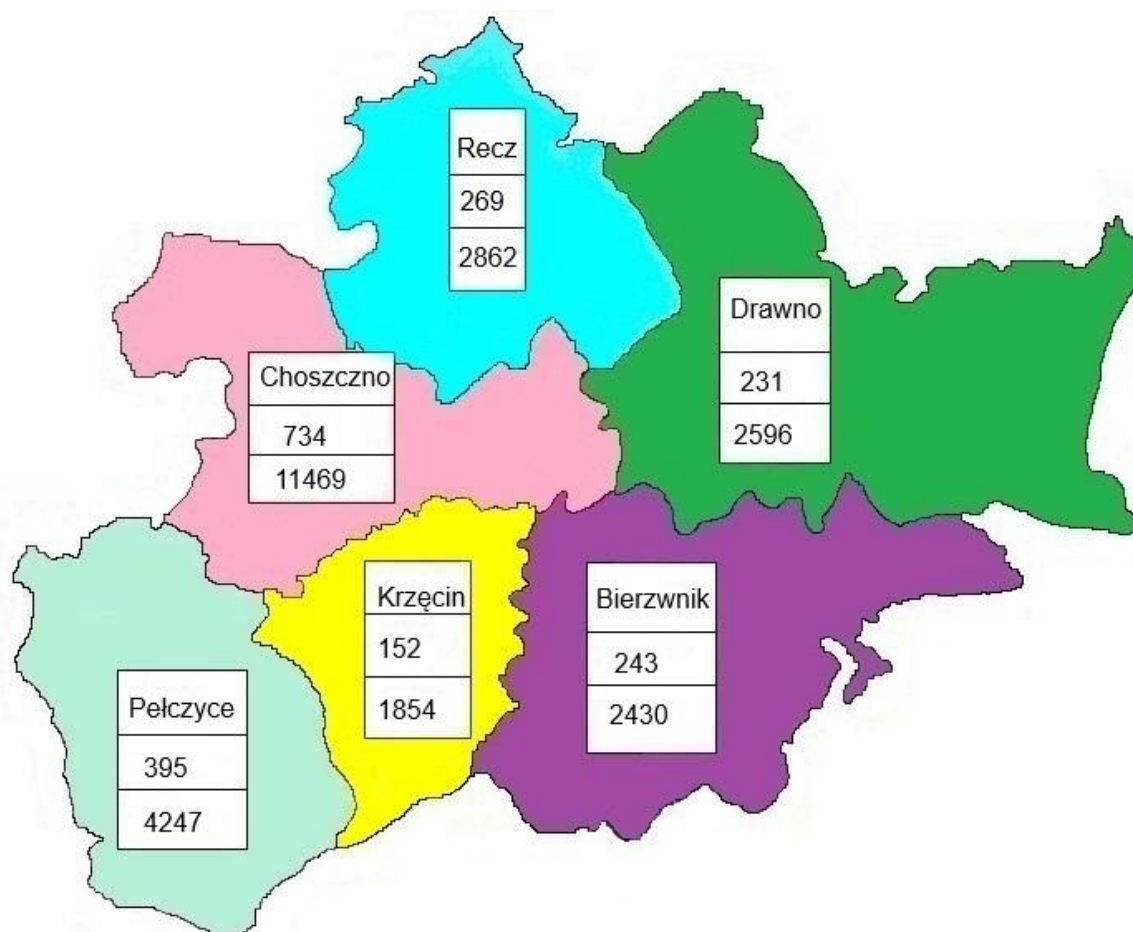 Recz
269
2862
Drawno
231
2596
Choszczno
734
11469
Krzęcin
152
1854
Bierzwnik
243
2430
Pełczyce
395
4247